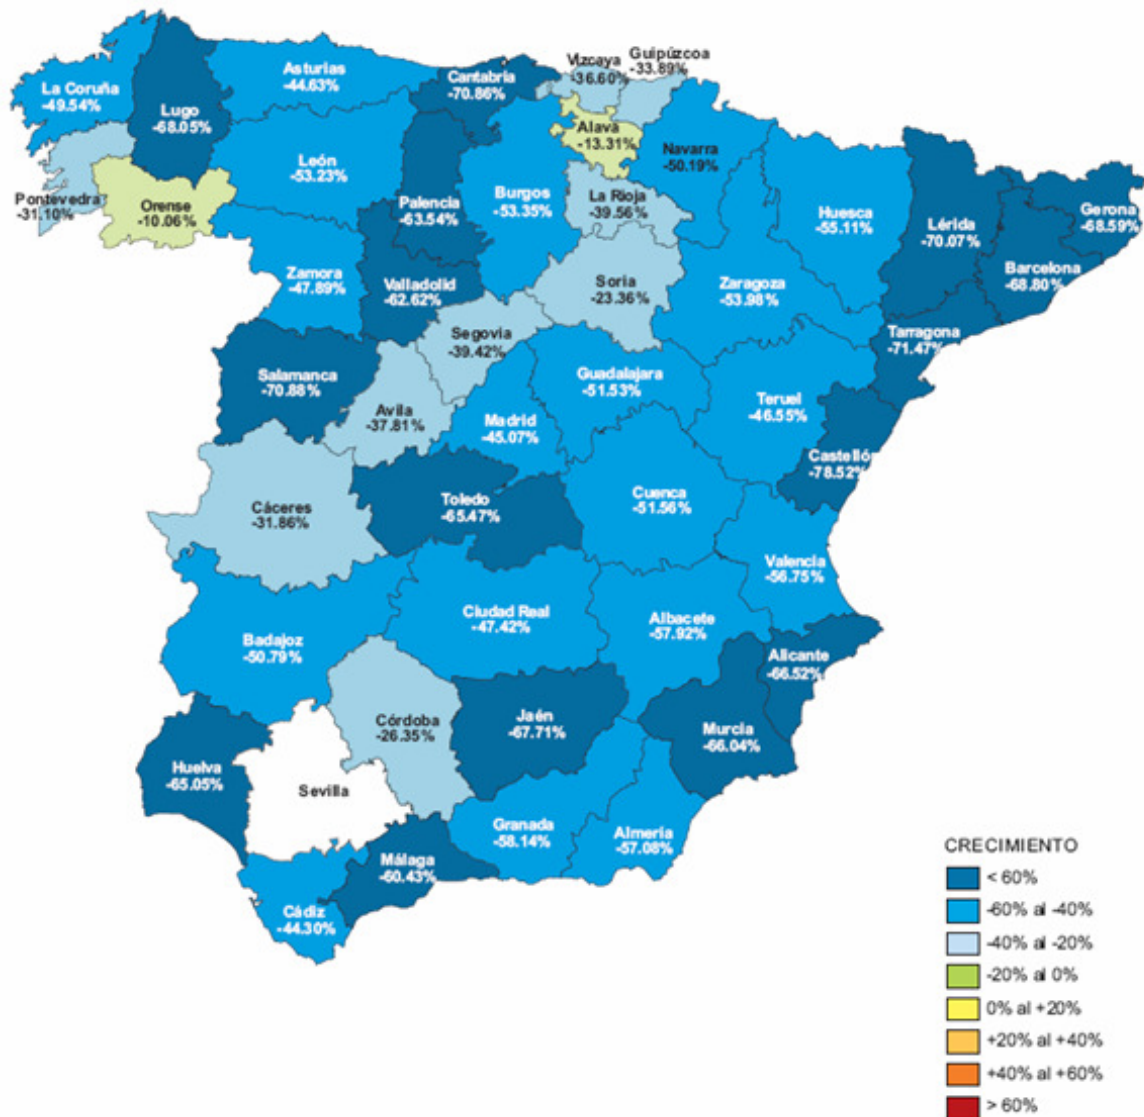 Vizcaya
-36.60%
Guipúzcoa
-33.89%
La Coruña
-49.54%
Asturias
-44.63%
Cantabria
-70.86%
Lugo
-68.05%
Alava
-13.31%
Navarra
-50.19%
León
-53.23%
Pontevedra
-31.10%
Orense
-10.06%
Palencia
-63.54%
Burgos
-53.35%
La Rioja
-39.56%
Huesca
-55.11%
Lérida
-70.07%
Gerona
-68.59%
Barcelona
-68.80%
Zamora
-47.89%
Valladolid
-62.62%
Soria
-23.36%
Zaragoza
-53.98%
Segovia
-39.42%
Tarragona
-71.47%
Salamanca
-70.88%
Avila
-37.81%
Madrid
-45.07%
Guadalajara
-51.53%
Teruel
-46.55%
Castellón
-78.52%
Cáceres
-31.86%
Toledo
-65.47%
Cuenca
-51.56%
Valencia
-56.75%
Badajoz
-50.79%
Ciudad Real
-47.42%
Albacete
-57.92%
Alicante
-66.52%
Córdoba
-26.35%
Jaén
-67.71%
Murcia
-66.04%
Huelva
-65.05%
Sevilla
Granada
-58.14%
Almería
-57.08%
Málaga
-60.43%
Cádiz
-44.30%
CRECIMIENTO
< 60%
-60% al -40%
-40% al -20%
-20% al 0%
0% al +20%
+20% al +40%
+40% al +60%
> 60%